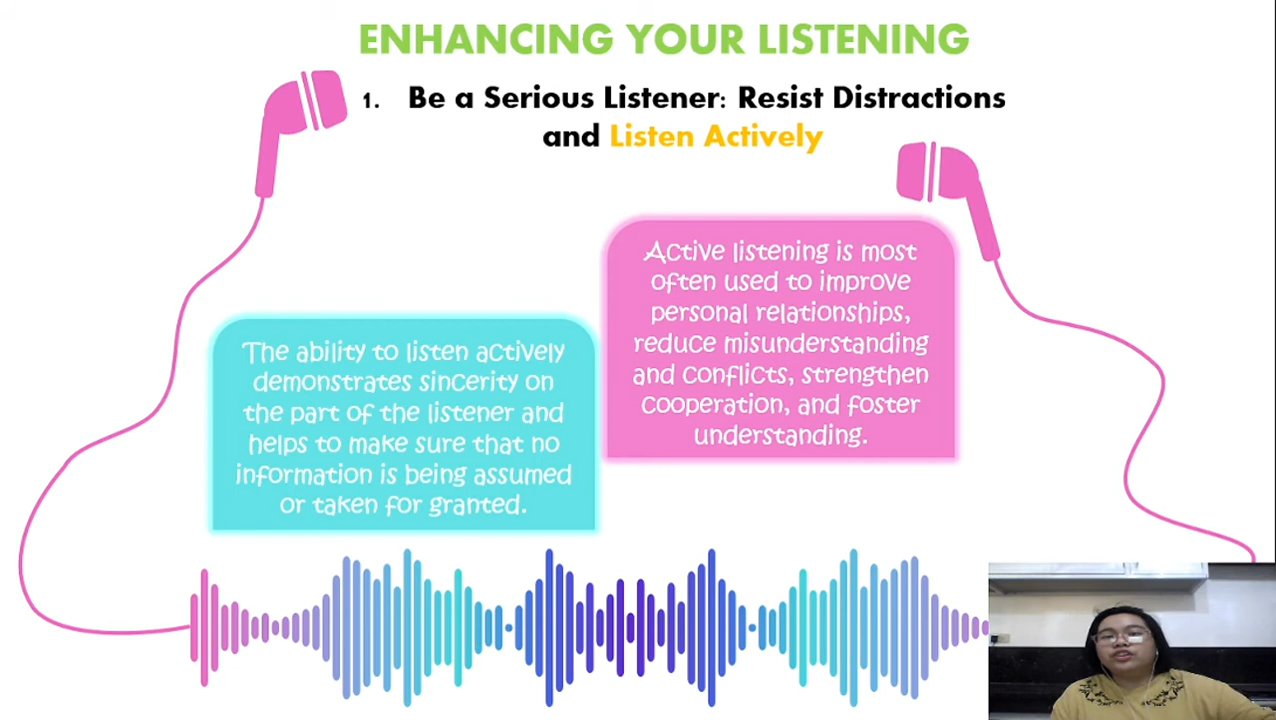 ENHANCING YOUR LISTENING
1. Be a Serious Listener: Resist Distractions
and Listen Actively
Active listening is most
often used to improve
personal relationships,
reduce misunderstanding
and conflicts, strengthen
cooperation, and foster
understanding.
The ability to listen actively
demonstrates sincerity on
the part of the listener and
helps to make sure that no
information is being assumed
or taken for granted.